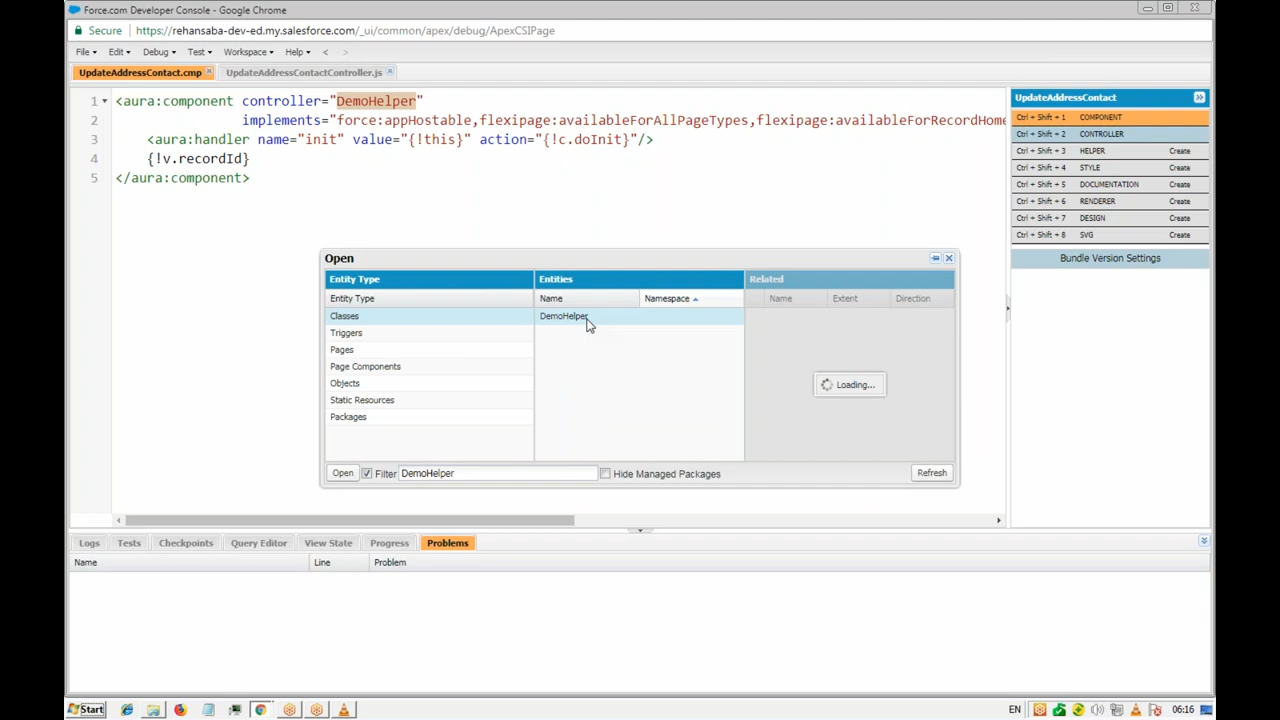 Force.com Developer Console - Google Chrome
Secure https://rehansaba-dev-ed.my.salesforce.com/_ui/common/apex/debug/ApexCSIPage
File Edit Debug Test Workspace Help < >
UpdateAddressContact.cmp UpdateAddressContactController.js
1 <aura:component controller="DemoHelper"
2 implements="force:appHostable,flexipage:availableForAllPageTypes,flexipage:availableForRecordHome
3 <aura:handler name="init" value="{!this}" action="{!c.doInit}"/>
4 {!v.recordId}
5 </aura:component>
UpdateAddressContact
Ctrl + Shift + 1 COMPONENT
Ctrl + Shift + 2 CONTROLLER
Ctrl + Shift + 3 HELPER Create
Ctrl + Shift + 4 STYLE Create
Ctrl + Shift + 5 DOCUMENTATION Create
Ctrl + Shift + 6 RENDERER Create
Ctrl + Shift + 7 DESIGN Create
Ctrl + Shift + 8 SVG Create
Bundle Version Settings
Open
Entity Type Entities Related
Entity Type Name Namespace Name Extent Direction
Classes DemoHelper
Triggers
Pages
Page Components
Objects
Static Resources
Packages
Loading...
Open Filter DemoHelper Hide Managed Packages Refresh
Logs Tests Checkpoints Query Editor View State Progress Problems
Name Line Problem
Start EN 06:16